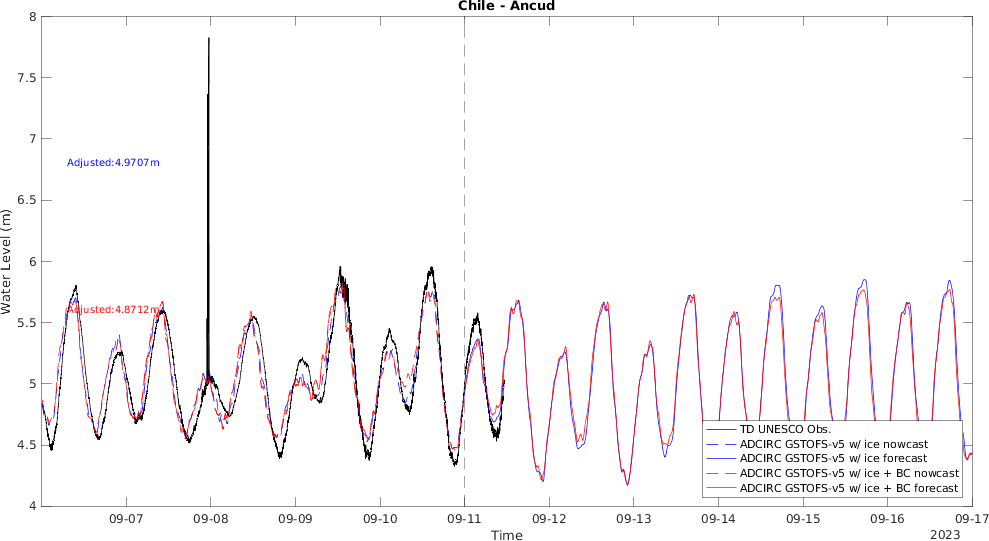 Chile - Ancud
Water Level (m)
8
7.5
7
6.5
6
5.5
5
4.5
4
Adjusted:4.9707m
Adjusted:4.8712m
TD UNESCO Obs.
ADCIRC GSTOFS-v5 w/ ice nowcast
ADCIRC GSTOFS-v5 w/ ice forecast
ADCIRC GSTOFS-v5 w/ ice + BC nowcast
ADCIRC GSTOFS-v5 w/ ice + BC forecast
09-07 09-08 09-09 09-10 09-11 09-12 09-13 09-14 09-15 09-16 09-17
Time
2023